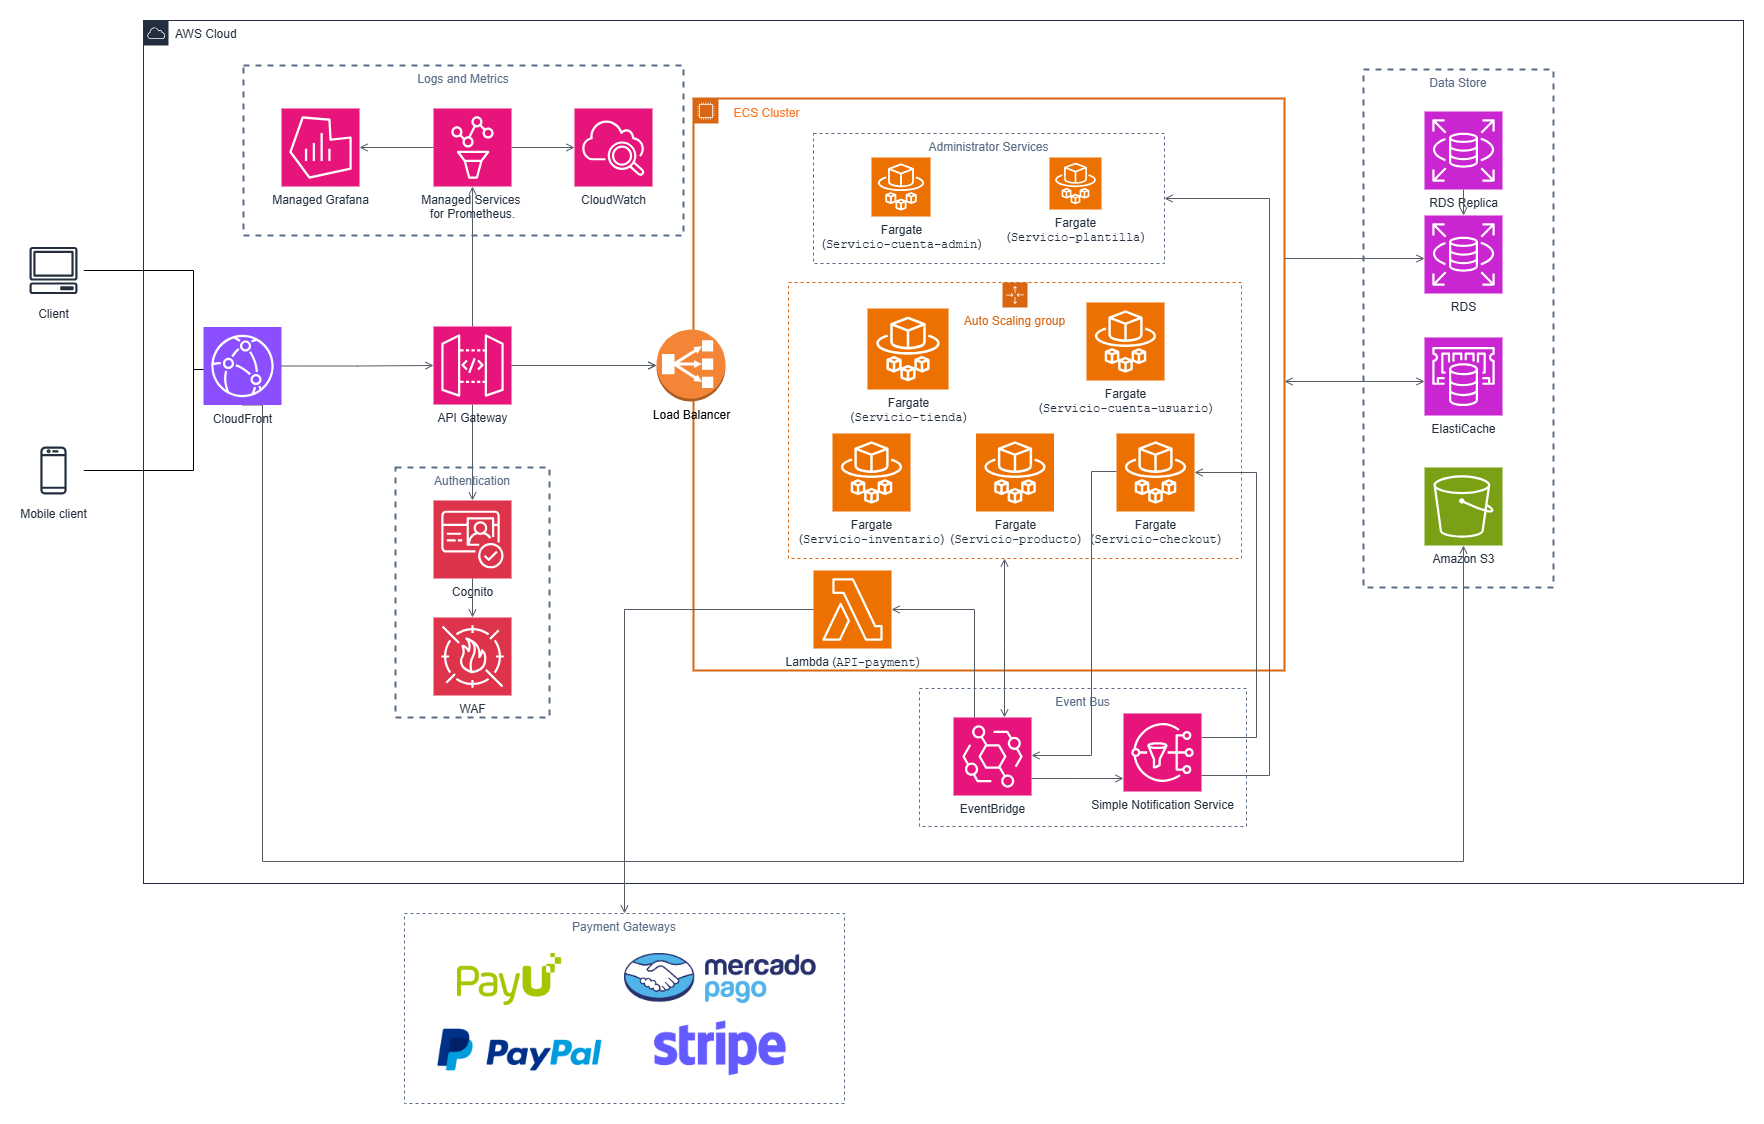 AWS Cloud
Logs and Metrics
Managed Grafana
Managed Services
for Prometheus.
CloudWatch
Client
Mobile client
CloudFront
API Gateway
Load Balancer
Authentication
Cognito
WAF
ECS Cluster
Administrator Services
Fargate
(Servicio-cuenta-admin)
Fargate
(Servicio-plantilla)
Auto Scaling group
Fargate
(Servicio-tienda)
Fargate
(Servicio-cuenta-usuario)
Fargate
(Servicio-inventario)
Fargate
(Servicio-producto)
Fargate
(Servicio-checkout)
Lambda (API-payment)
Event Bus
EventBridge
Simple Notification Service
Data Store
RDS Replica
RDS
ElastiCache
Amazon S3
Payment Gateways
PayU
mercado
pago
PayPal
stripe